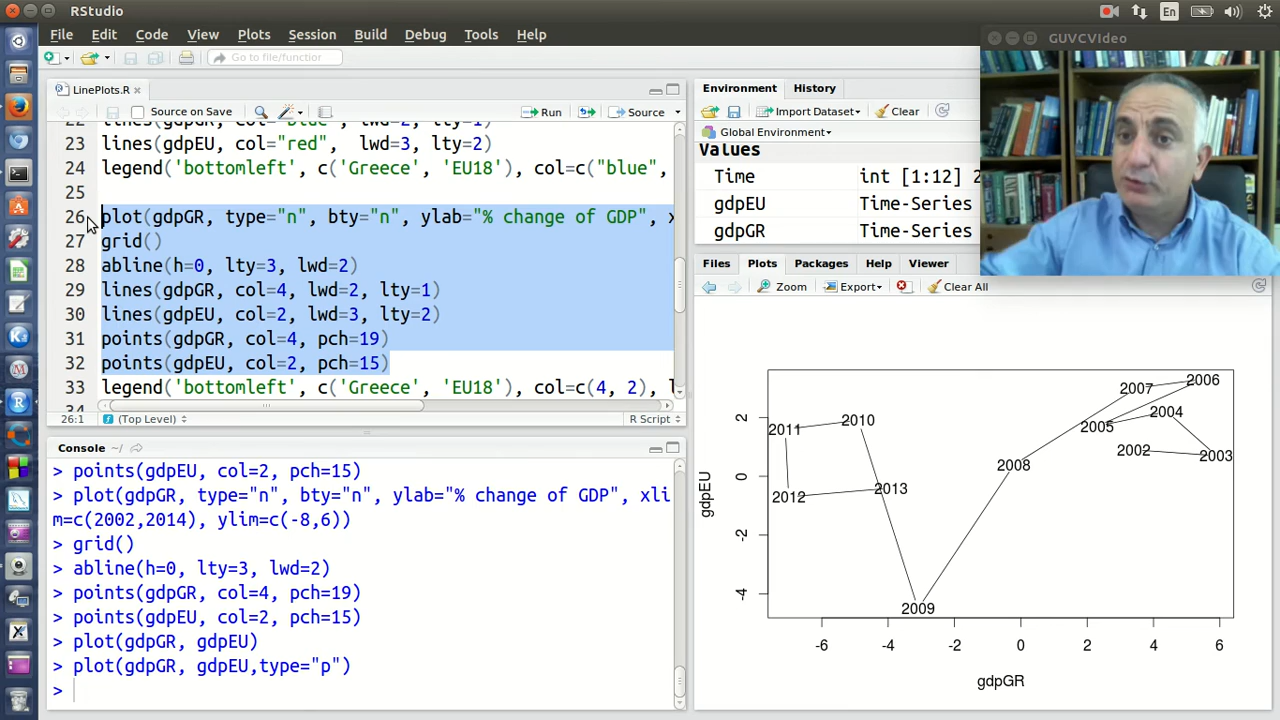 RStudio
En
File Edit Code View Plots Session Build Debug Tools Help
Go to file/function
GUVCVIdeo
LinePlots.R
Source on Save
Run
Source
23 lines(gdpEU, col="red", lwd=3, lty=2)
24 legend('bottomleft', c('Greece', 'EU18'), col=c("blue",
25
26 plot(gdpGR, type="n", bty="n", ylab="% change of GDP", x
27 grid()
28 abline(h=0, lty=3, lwd=2)
29 lines(gdpGR, col=4, lwd=2, lty=1)
30 lines(gdpEU, col=2, lwd=3, lty=2)
31 points(gdpGR, col=4, pch=19)
32 points(gdpEU, col=2, pch=15)
33 legend('bottomleft', c('Greece', 'EU18'), col=c(4, 2), l
26:1 (Top Level) R Script
Console ~/
> points(gdpEU, col=2, pch=15)
> plot(gdpGR, type="n", bty="n", ylab="% change of GDP", xli
m=c(2002,2014), ylim=c(-8,6))
> grid()
> abline(h=0, lty=3, lwd=2)
> points(gdpGR, col=4, pch=19)
> points(gdpEU, col=2, pch=15)
> plot(gdpGR, gdpEU)
> plot(gdpGR, gdpEU,type="p")
>
Environment History
Import Dataset Clear
Global Environment
Values
Time int [1:12] 2
gdpEU Time-Series
gdpGR Time-Series
Files Plots Packages Help Viewer
Zoom Export Clear All
2006
2007
2004
2010
2005
2011
2002
2003
2008
2013
2012
2009
2
0
-2
-4
gdpEU
-6 -4 -2 0 2 4 6
gdpGR